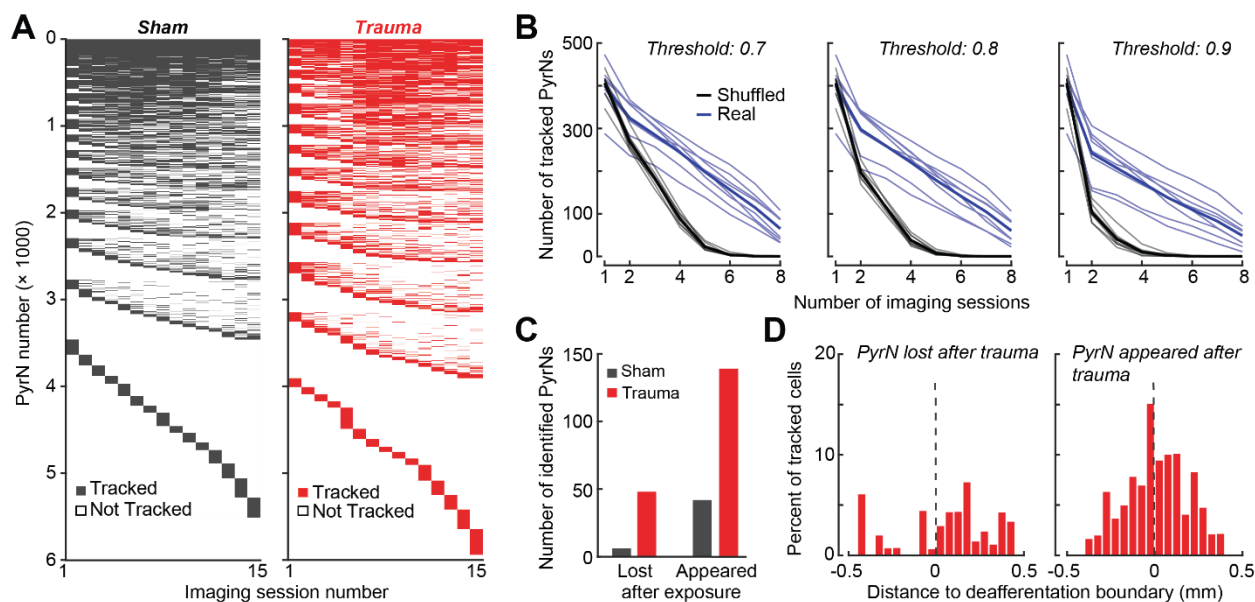 A
Sham
Trauma
0
1
2
3
4
5
6
PyrN number (× 1000)
Tracked
Not Tracked
Tracked
Not Tracked
1
15
1
15
Imaging session number
B
Threshold: 0.7
Threshold: 0.8
Threshold: 0.9
500
300
100
0
Number of tracked PyrNs
Shuffled
Real
1 2 4 6 8
1 2 4 6 8
1 2 4 6 8
Number of imaging sessions
C
150
100
50
0
Number of identified PyrNs
Sham
Trauma
Lost Appeared
after exposure
D
PyrN lost after trauma
PyrN appeared after
trauma
20
10
0
Percent of tracked cells
-0.5 0 0.5
-0.5 0 0.5
Distance to deafferentation boundary (mm)